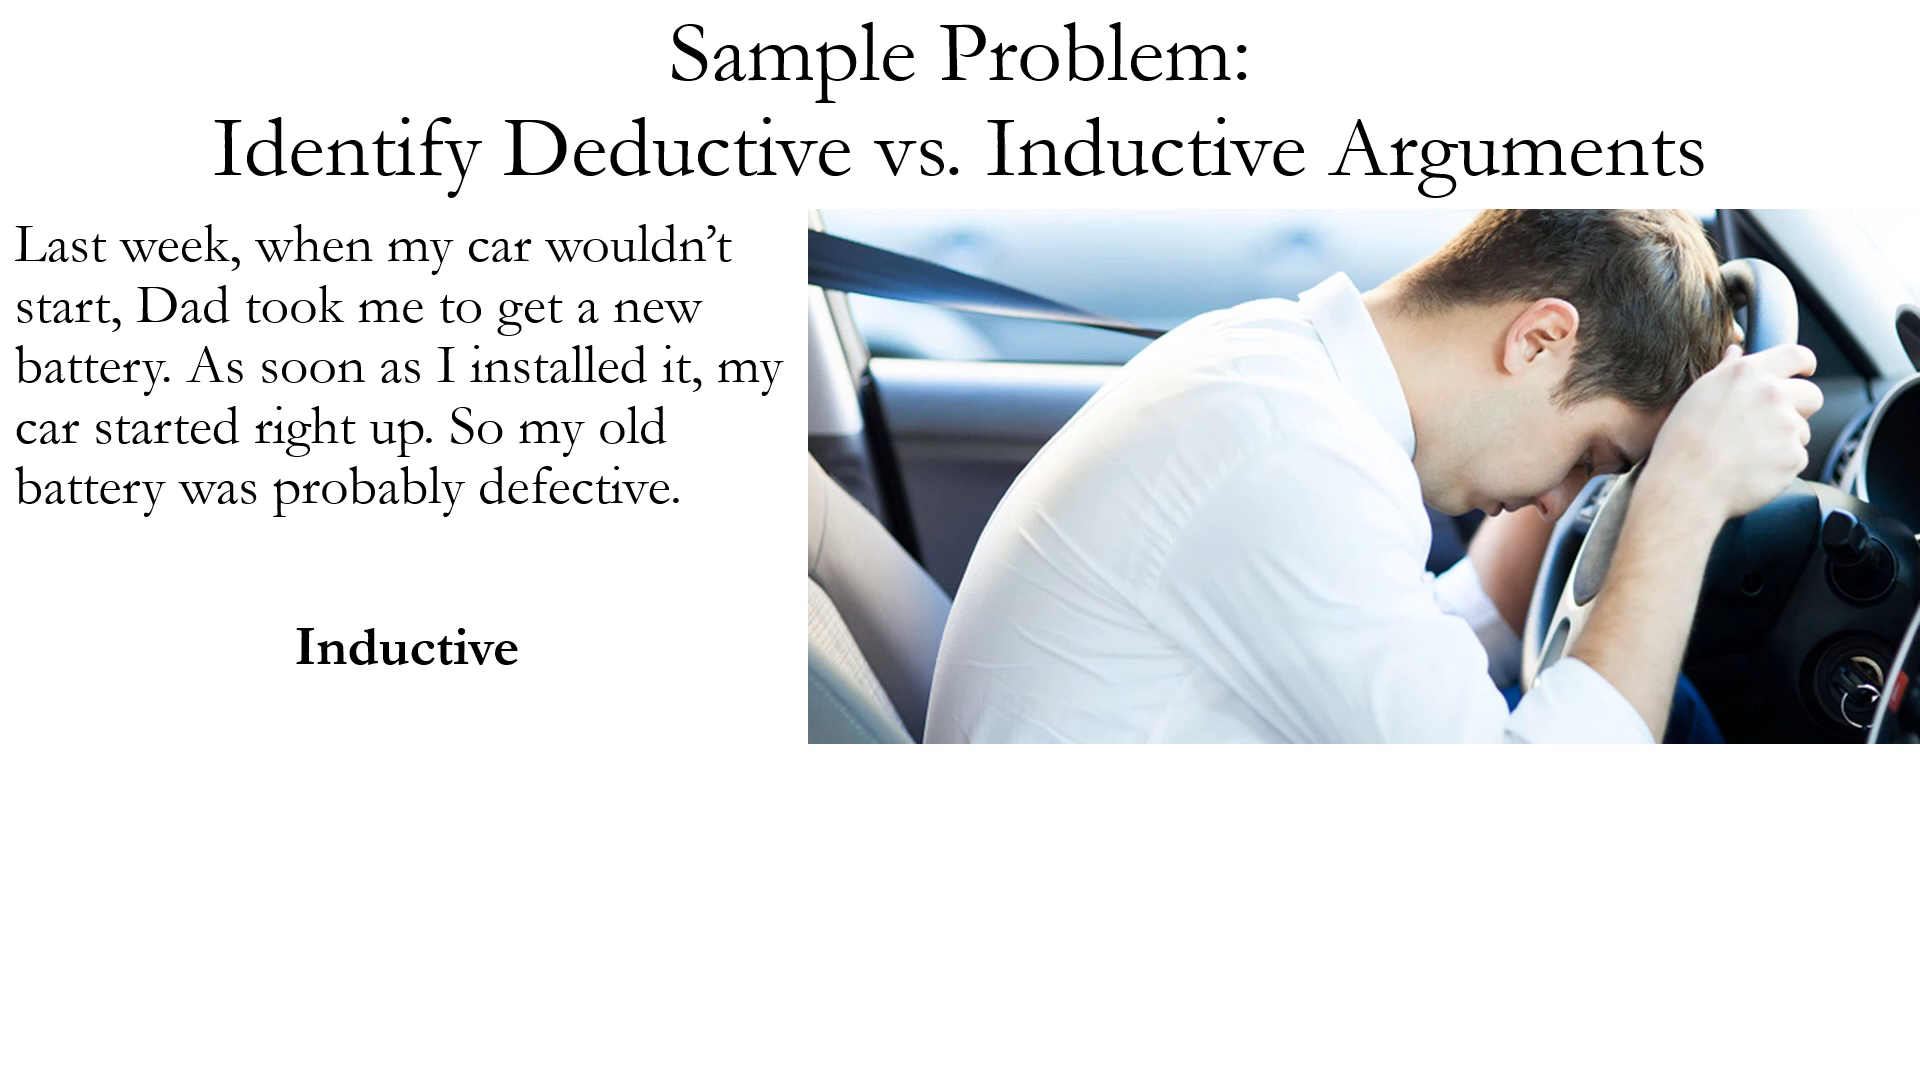 Sample Problem:
Identify Deductive vs. Inductive Arguments
Last week, when my car wouldn’t
start, Dad took me to get a new
battery. As soon as I installed it, my
car started right up. So my old
battery was probably defective.
Inductive